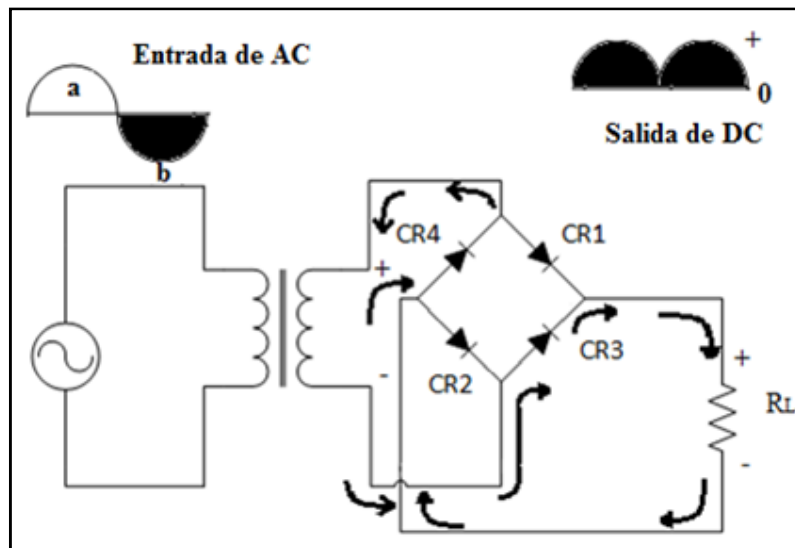 Entrada de AC
a
b
+
0
Salida de DC
CR4
CR1
+
-
CR2
CR3
+
RL
-